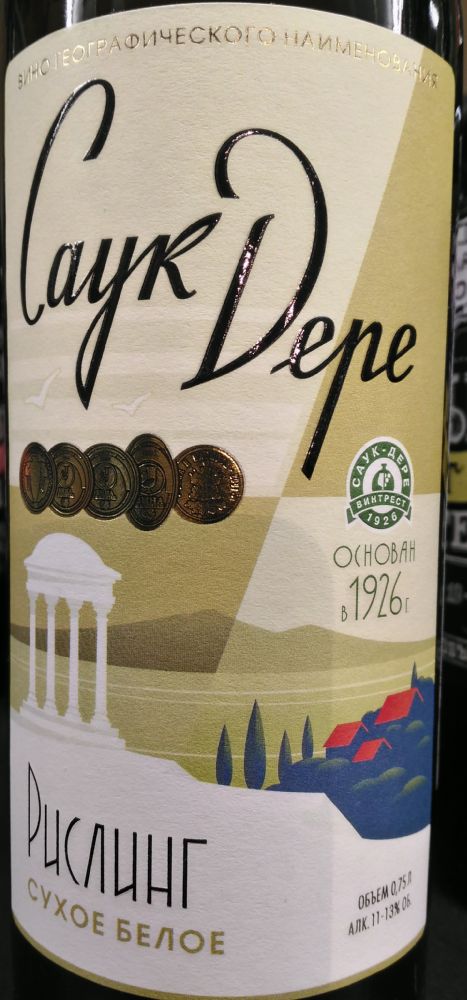 ВИНО ГЕОГРАФИЧЕСКОГО НАИМЕНОВАНИЯ
Саук
Дере
САУК-ДЕРЕ
ВИНТРЕСТ
1926
ОСНОВАН
В 1926 Г.
Рислинг
СУХОЕ БЕЛОЕ
ОБЪЕМ 0,75 Л
АЛК. 11-13% ОБ.